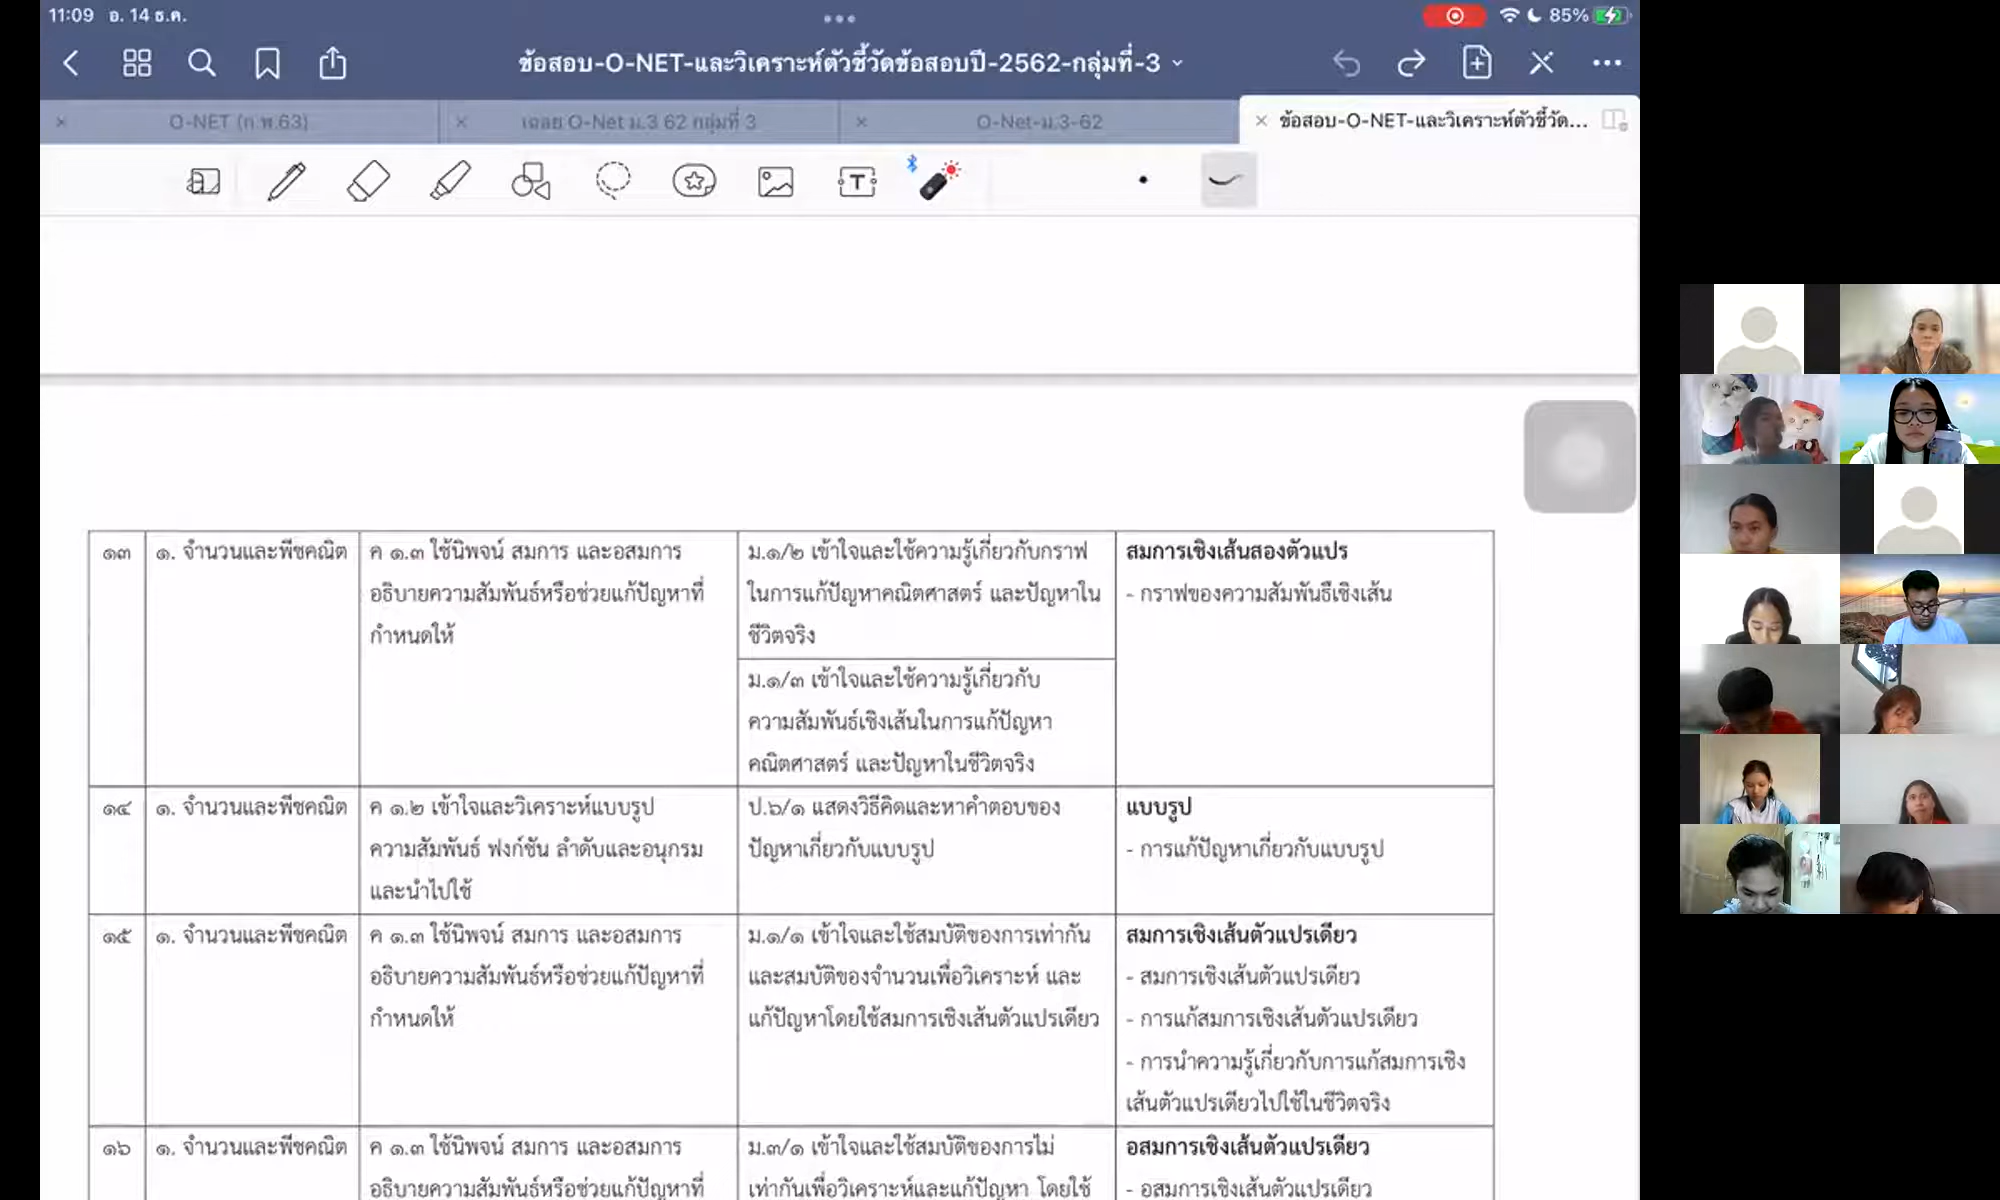 11:09 อ. 14 ธ.ค.
85%
ข้อสอบ-O-NET-และวิเคราะห์ตัวชี้วัดข้อสอบปี-2562-กลุ่มที่-3
O-NET (ก.พ.63)
เฉลย O-Net ม.3 62 กลุ่มที่ 3
O-Net-ม.3-62
ข้อสอบ-O-NET-และวิเคราะห์ตัวชี้วัด...
T
๑๓
๑. จำนวนและพีชคณิต
ค ๑.๓ ใช้นิพจน์ สมการ และอสมการ
อธิบายความสัมพันธ์หรือช่วยแก้ปัญหาที่
กำหนดให้
ม.๑/๒ เข้าใจและใช้ความรู้เกี่ยวกับกราฟ
ในการแก้ปัญหาคณิตศาสตร์ และปัญหาใน
ชีวิตจริง
ม.๑/๓ เข้าใจและใช้ความรู้เกี่ยวกับ
ความสัมพันธ์เชิงเส้นในการแก้ปัญหา
คณิตศาสตร์ และปัญหาในชีวิตจริง
สมการเชิงเส้นสองตัวแปร
- กราฟของความสัมพันธ์เชิงเส้น
๑๔
๑. จำนวนและพีชคณิต
ค ๑.๒ เข้าใจและวิเคราะห์แบบรูป
ความสัมพันธ์ ฟงก์ชัน ลำดับและอนุกรม
และนำไปใช้
ป.๖/๑ แสดงวิธีคิดและหาคำตอบของ
ปัญหาเกี่ยวกับแบบรูป
แบบรูป
- การแก้ปัญหาเกี่ยวกับแบบรูป
๑๕
๑. จำนวนและพีชคณิต
ค ๑.๓ ใช้นิพจน์ สมการ และอสมการ
อธิบายความสัมพันธ์หรือช่วยแก้ปัญหาที่
กำหนดให้
ม.๑/๑ เข้าใจและใช้สมบัติของการเท่ากัน
และสมบัติของจำนวนเพื่อวิเคราะห์ และ
แก้ปัญหาโดยใช้สมการเชิงเส้นตัวแปรเดียว
สมการเชิงเส้นตัวแปรเดียว
- สมการเชิงเส้นตัวแปรเดียว
- การแก้สมการเชิงเส้นตัวแปรเดียว
- การนำความรู้เกี่ยวกับการแก้สมการเชิง
เส้นตัวแปรเดียวไปใช้ในชีวิตจริง
๑๖
๑. จำนวนและพีชคณิต
ค ๑.๓ ใช้นิพจน์ สมการ และอสมการ
อธิบายความสัมพันธ์หรือช่วยแก้ปัญหาที่
ม.๓/๑ เข้าใจและใช้สมบัติของการไม่
เท่ากันเพื่อวิเคราะห์และแก้ปัญหา โดยใช้
อสมการเชิงเส้นตัวแปรเดียว
- อสมการเชิงเส้นตัวแปรเดียว